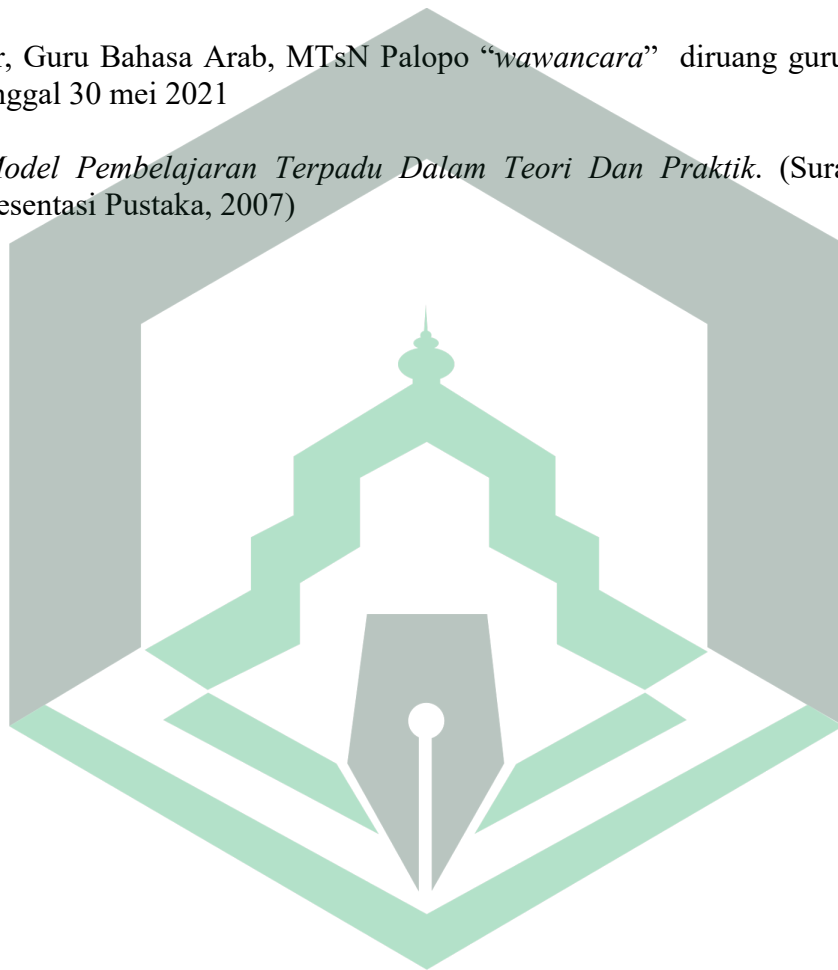 r, Guru Bahasa Arab, MTsN Palopo “wawancara” diruang guru
nggal 30 mei 2021
Model Pembelajaran Terpadu Dalam Teori Dan Praktik. (Sura
esentasi Pustaka, 2007)